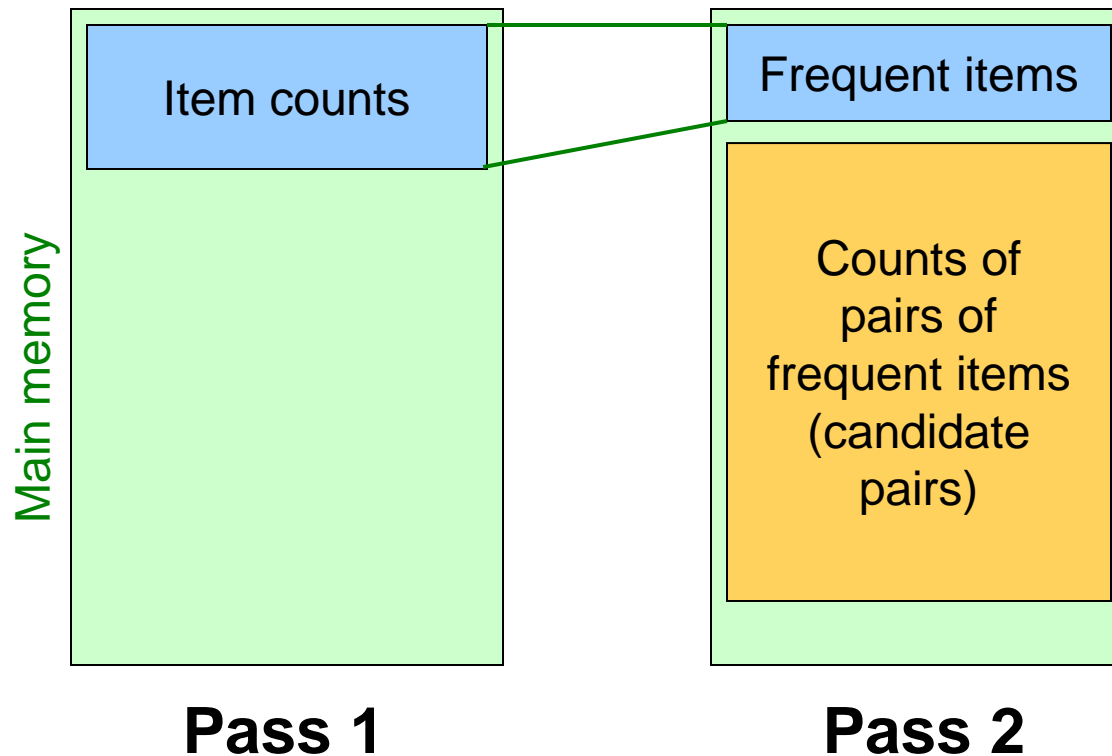 Main memory
Item counts
Frequent items
Counts of
pairs of
frequent items
(candidate
pairs)
Pass 1
Pass 2